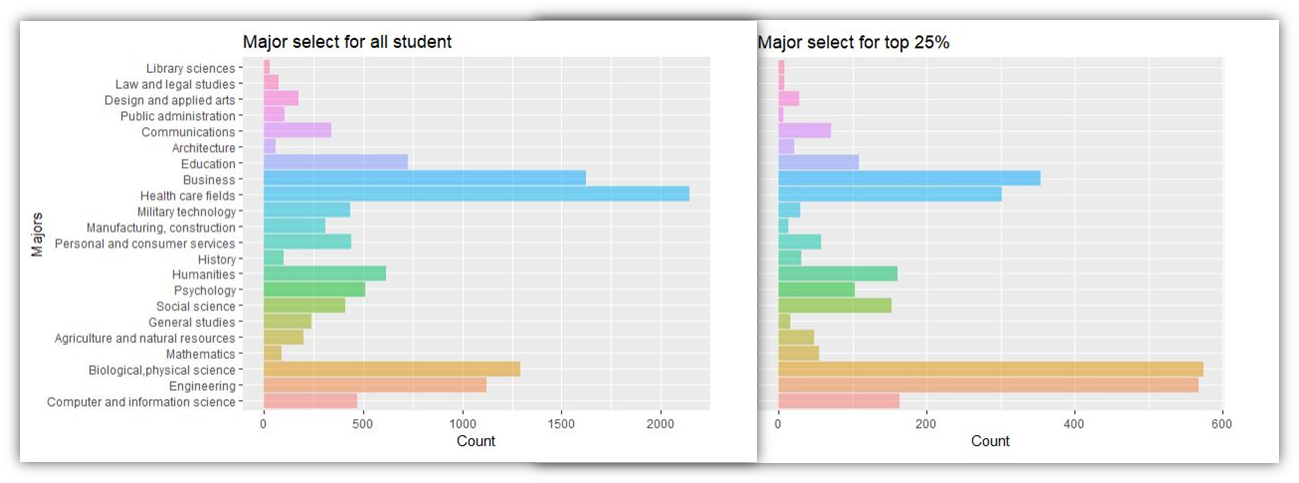 Major select for all student
Library sciences
Law and legal studies
Design and applied arts
Public administration
Communications
Architecture
Education
Business
Health care fields
Military technology
Manufacturing, construction
Personal and consumer services
History
Humanities
Psychology
Social science
General studies
Agriculture and natural resources
Mathematics
Biological,physical science
Engineering
Computer and information science
Majors
0 500 1000 1500 2000
Count
Major select for top 25%
0 200 400 600
Count